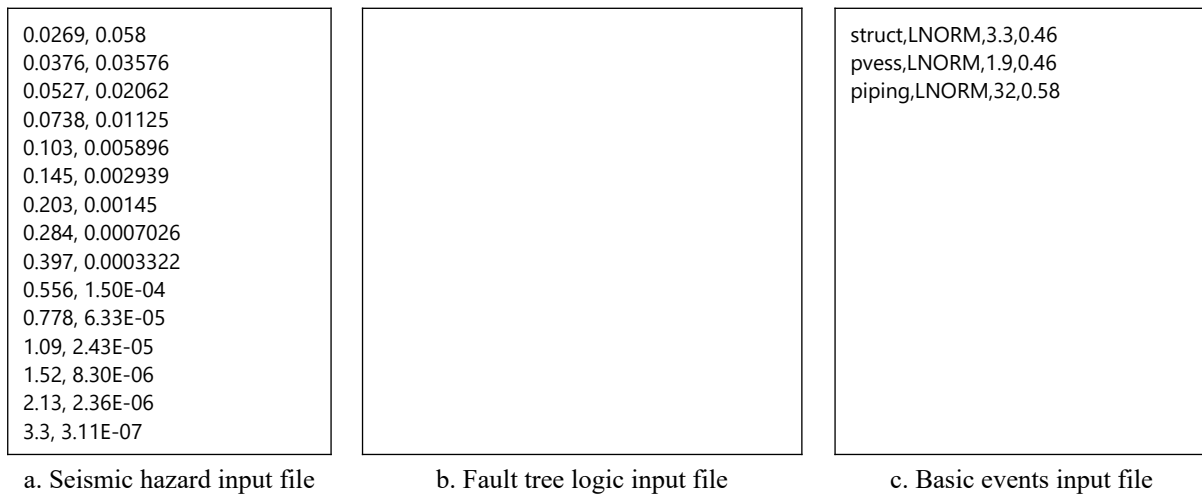 0.0269, 0.058
0.0376, 0.03576
0.0527, 0.02062
0.0738, 0.01125
0.103, 0.005896
0.145, 0.002939
0.203, 0.00145
0.284, 0.0007026
0.397, 0.0003322
0.556, 1.50E-04
0.778, 6.33E-05
1.09, 2.43E-05
1.52, 8.30E-06
2.13, 2.36E-06
3.3, 3.11E-07
a. Seismic hazard input file
b. Fault tree logic input file
struct,LNORM,3.3,0.46
pvess,LNORM,1.9,0.46
piping,LNORM,32,0.58
c. Basic events input file